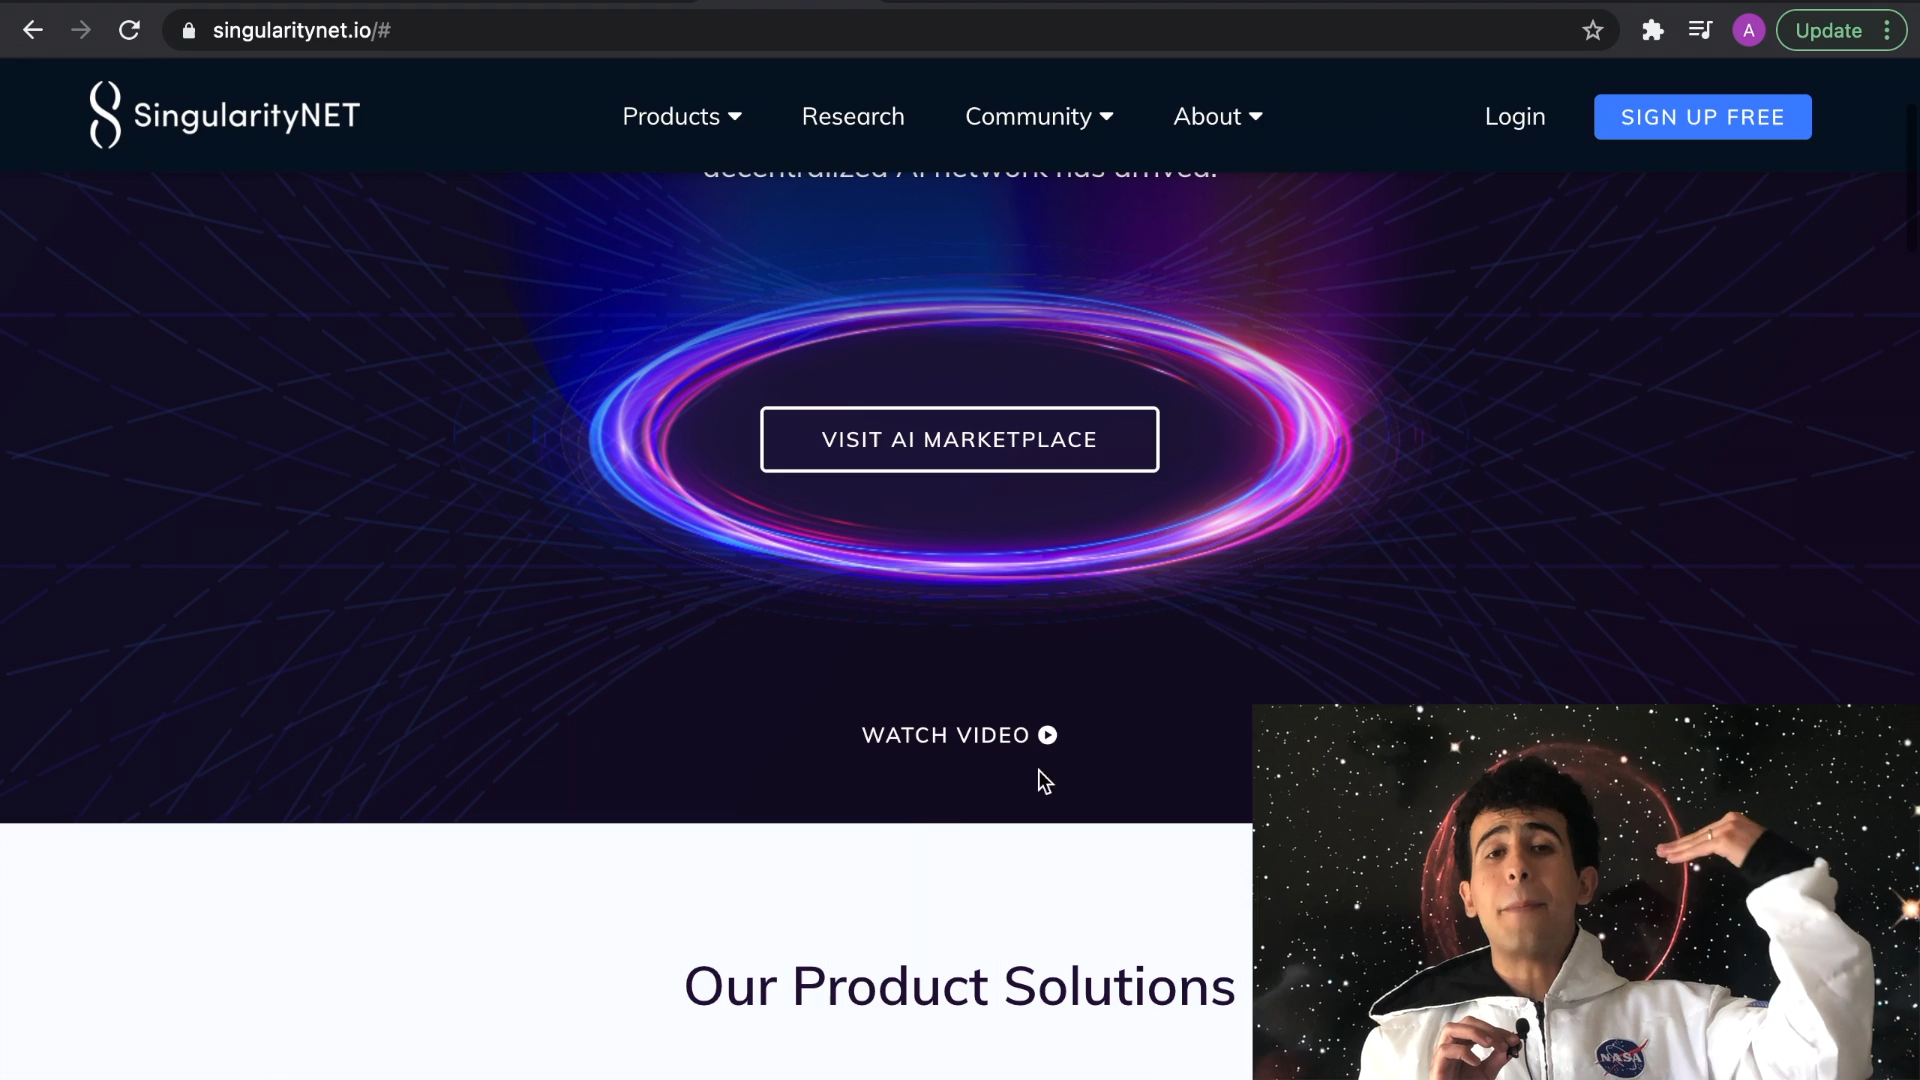 singularitynet.io/#
A
Update
SingularityNET
Products
Research
Community
About
Login
SIGN UP FREE
decentralized AI network has arrived.
VISIT AI MARKETPLACE
WATCH VIDEO
Our Product Solutions
NASA